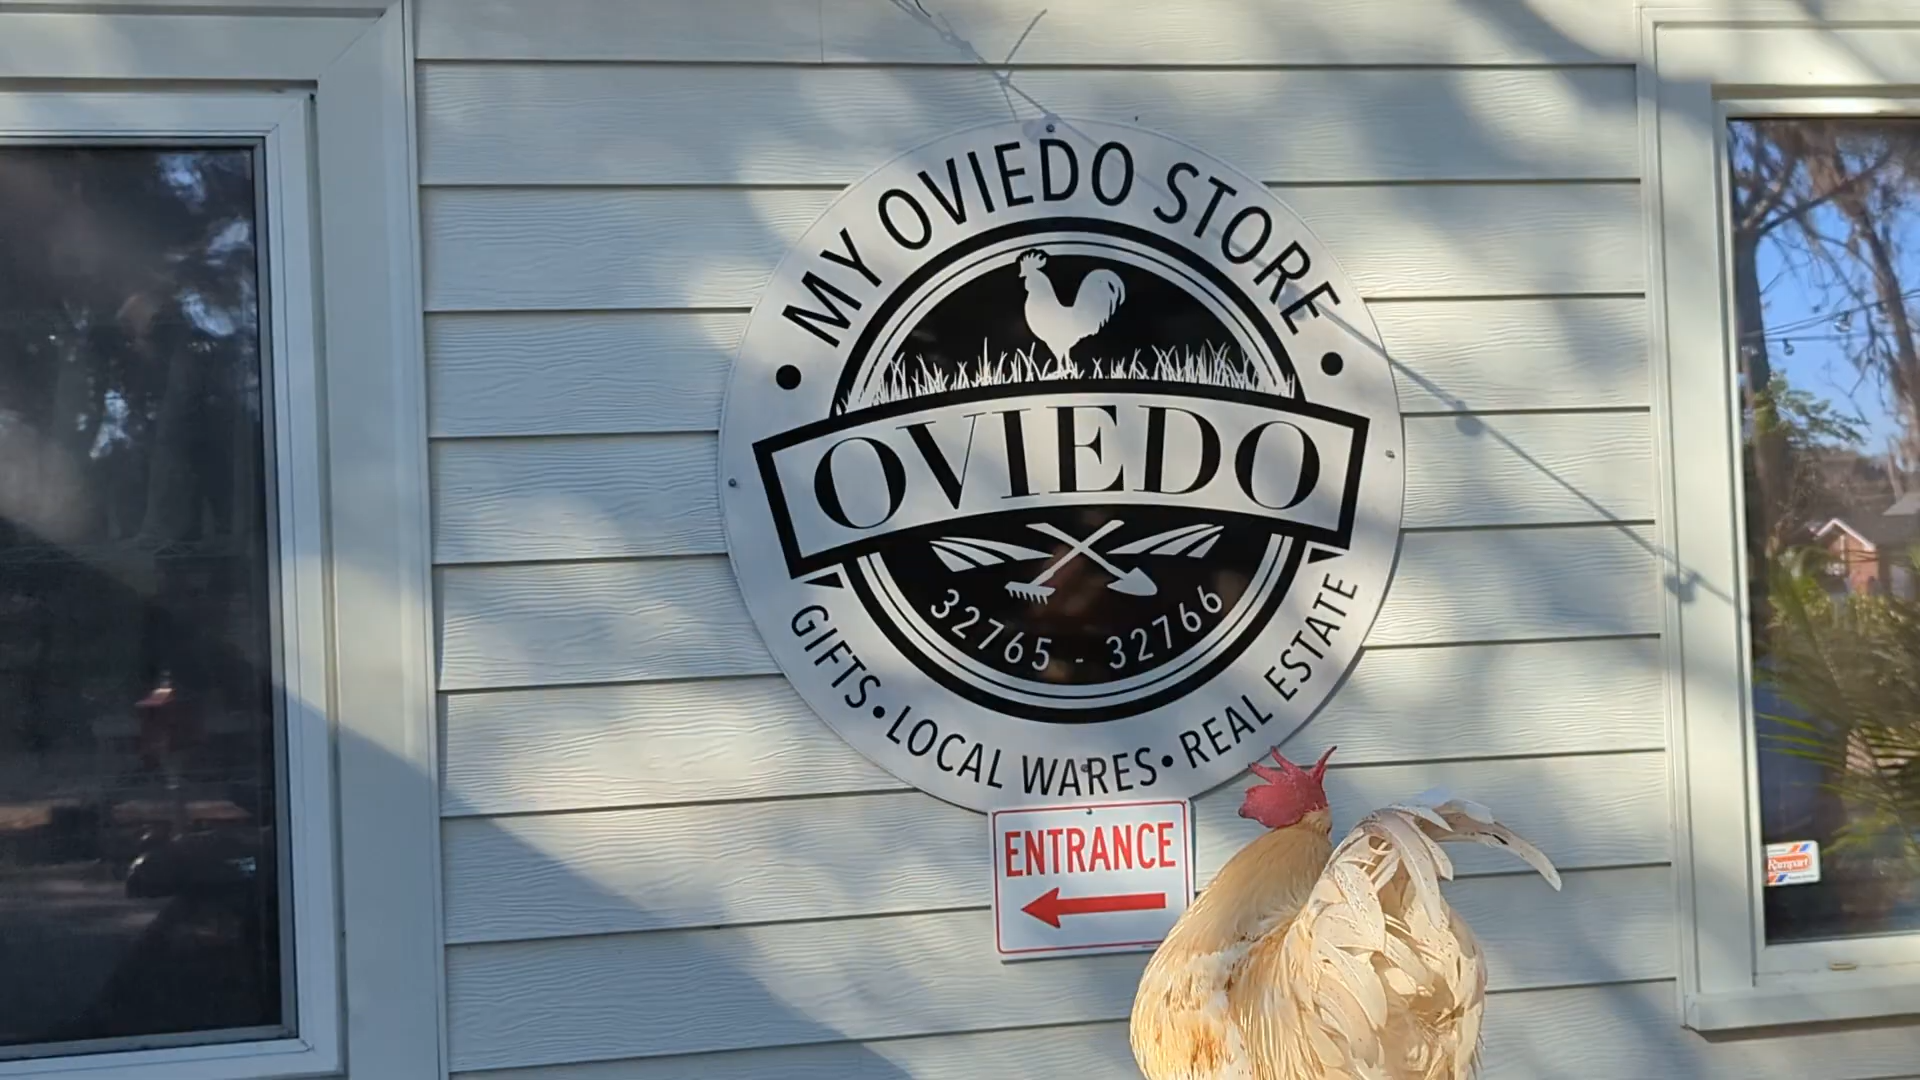 MY OVIEDO STORE
OVIEDO
32765 - 32766
GIFTS • LOCAL WARES • REAL ESTATE
ENTRANCE
Rampart